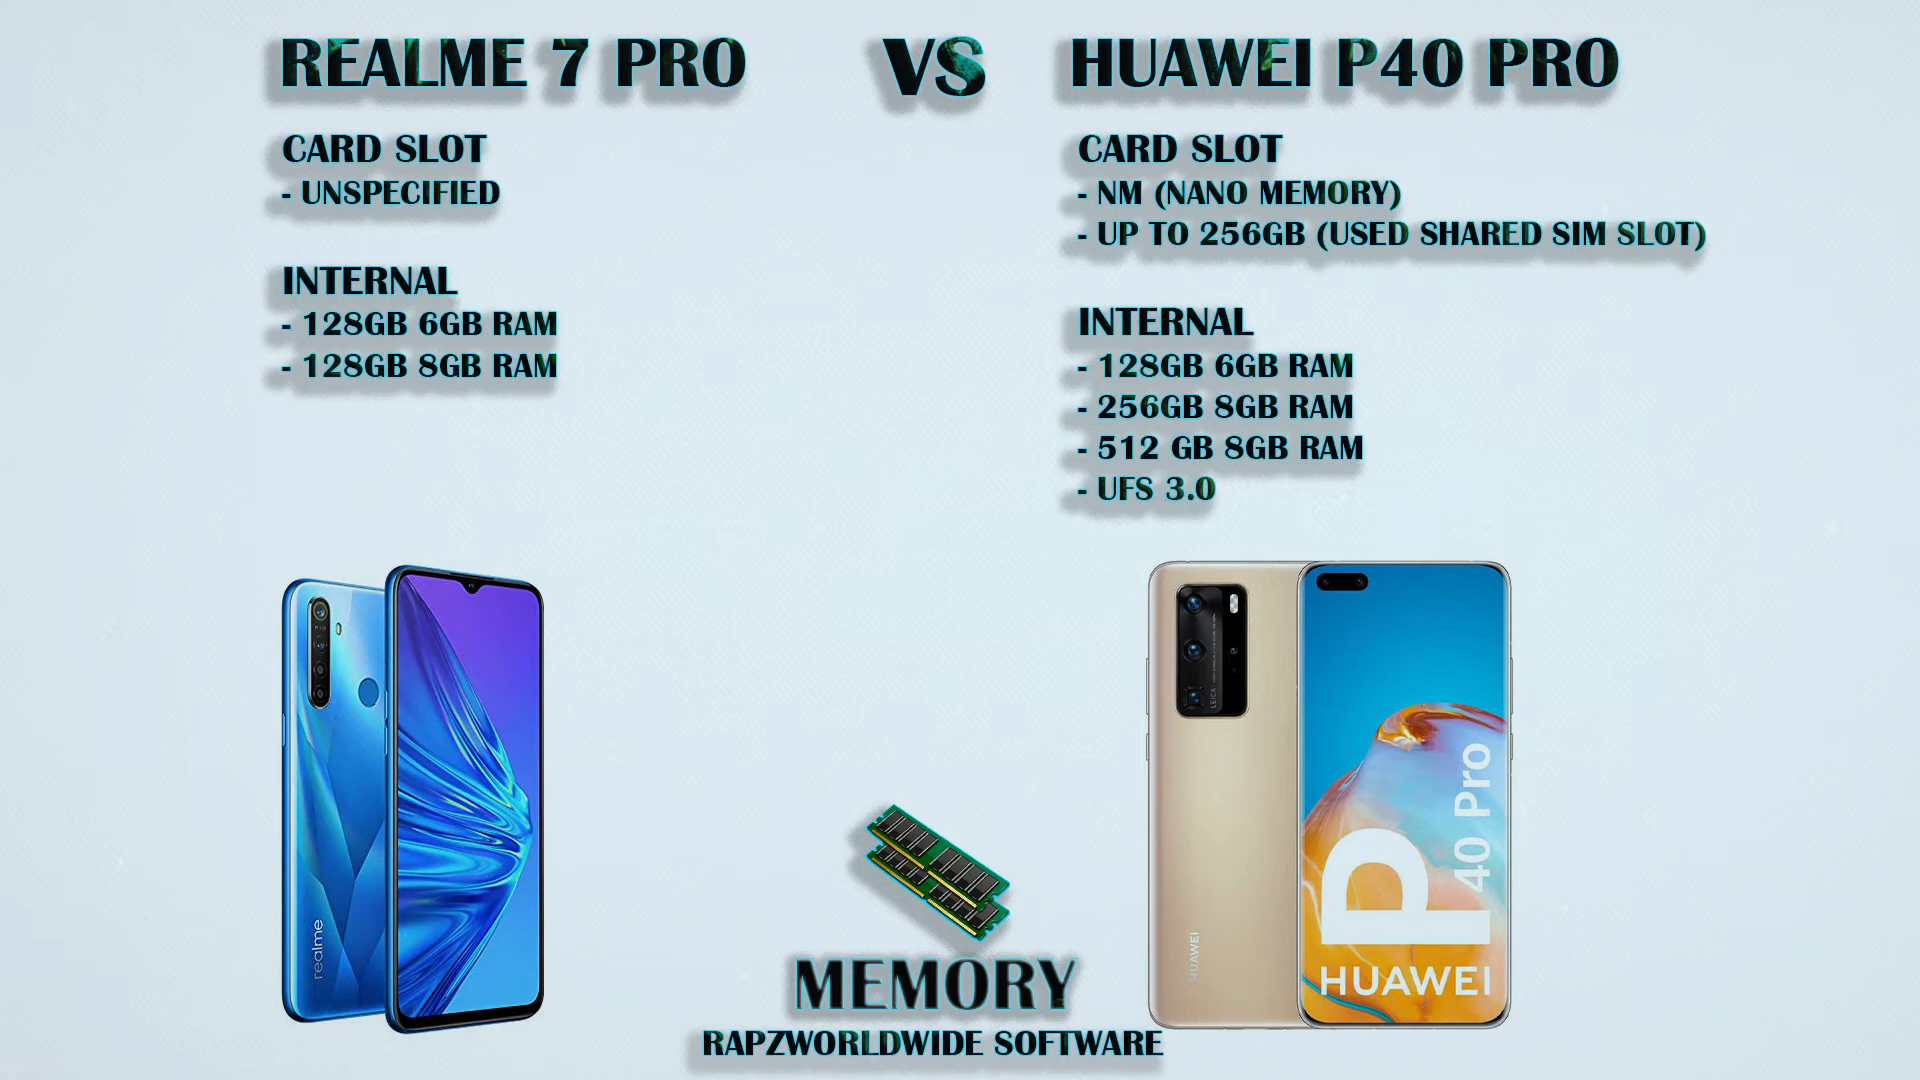 REALME 7 PRO VS HUAWEI P40 PRO
CARD SLOT
- UNSPECIFIED
INTERNAL
- 128GB 6GB RAM
- 128GB 8GB RAM
CARD SLOT
- NM (NANO MEMORY)
- UP TO 256GB (USED SHARED SIM SLOT)
INTERNAL
- 128GB 6GB RAM
- 256GB 8GB RAM
- 512 GB 8GB RAM
- UFS 3.0
realme
LEICA
HUAWEI
P40 Pro
HUAWEI
MEMORY
RAPZWORLDWIDE SOFTWARE